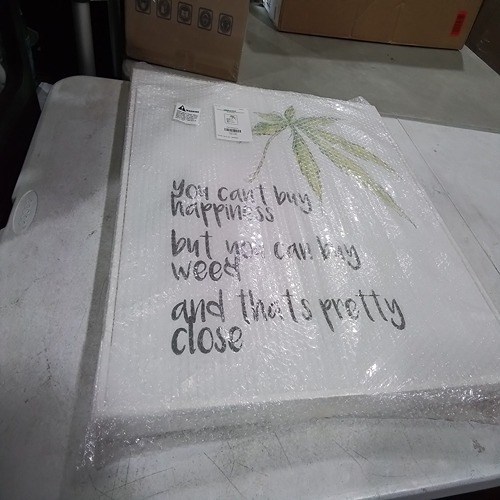 you can't buy
happiness
but you can buy
weed
and thats pretty
close